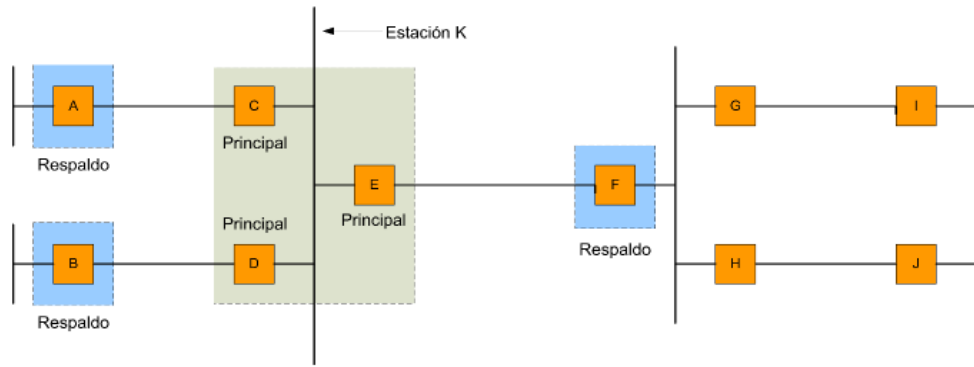 Estación K
A
C
G
I
Respaldo
Principal
E
F
Principal
Principal
Respaldo
B
D
H
J
Respaldo